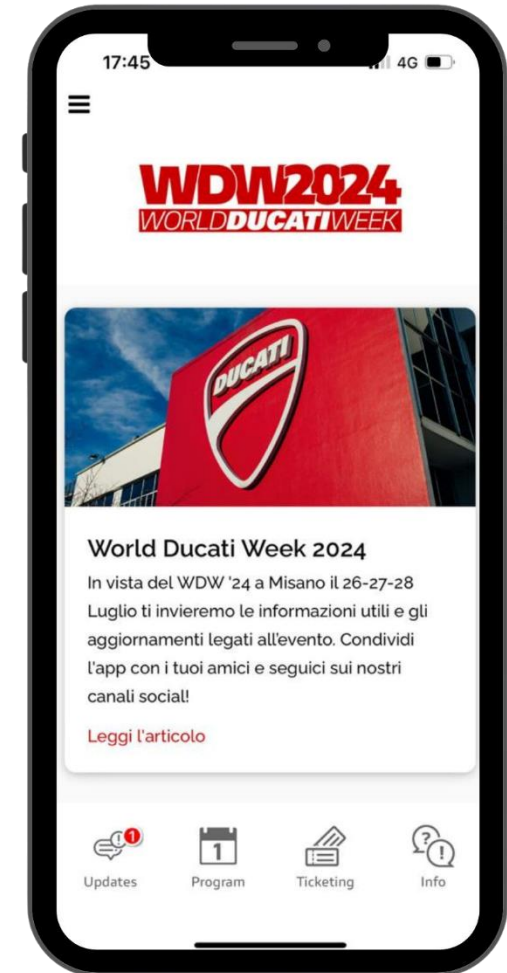 17:45
4G
WDW2024
WORLDDUCATIWEEK
DUCATI
World Ducati Week 2024
In vista del WDW '24 a Misano il 26-27-28
Luglio ti invieremo le informazioni utili e gli
aggiornamenti legati all'evento. Condividi
l'app con i tuoi amici e seguici sui nostri
canali social!
Leggi l'articolo
1
1
Updates
Program
Ticketing
Info